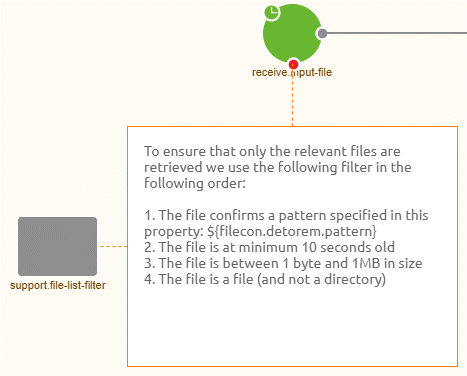 receive.input-file
To ensure that only the relevant files are
retrieved we use the following filter in the
following order:
1. The file confirms a pattern specified in this
property: ${filecon.detorem.pattern}
2. The file is at minimum 10 seconds old
3. The file is between 1 byte and 1MB in size
4. The file is a file (and not a directory)
support.file-list-filter